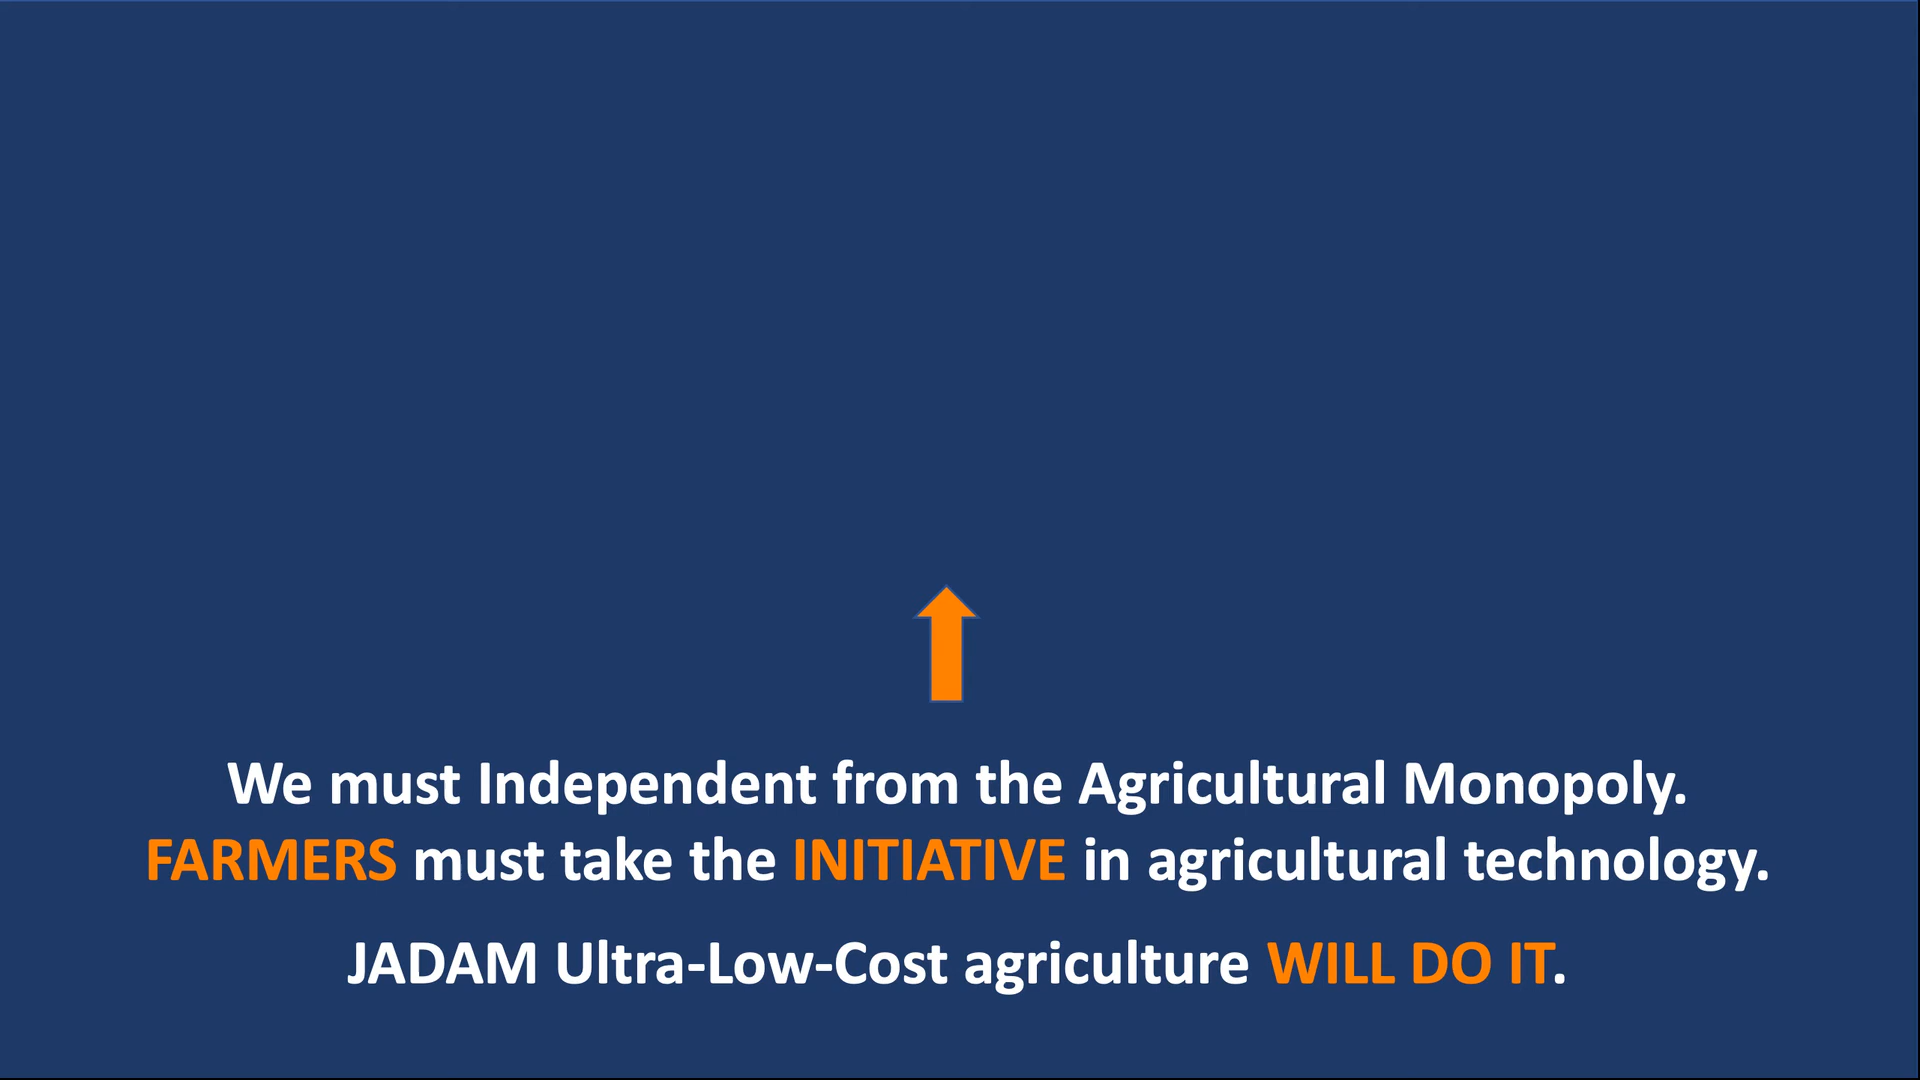 We must Independent from the Agricultural Monopoly.
FARMERS must take the INITIATIVE in agricultural technology.
JADAM Ultra-Low-Cost agriculture WILL DO IT.